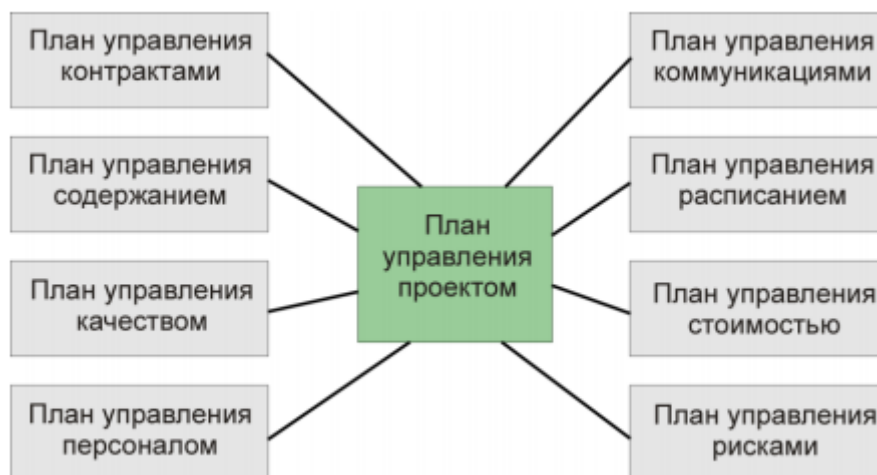 План управления
контрактами
План управления
содержанием
План управления
качеством
План управления
персоналом
План
управления
проектом
План управления
коммуникациями
План управления
расписанием
План управления
стоимостью
План управления
рисками